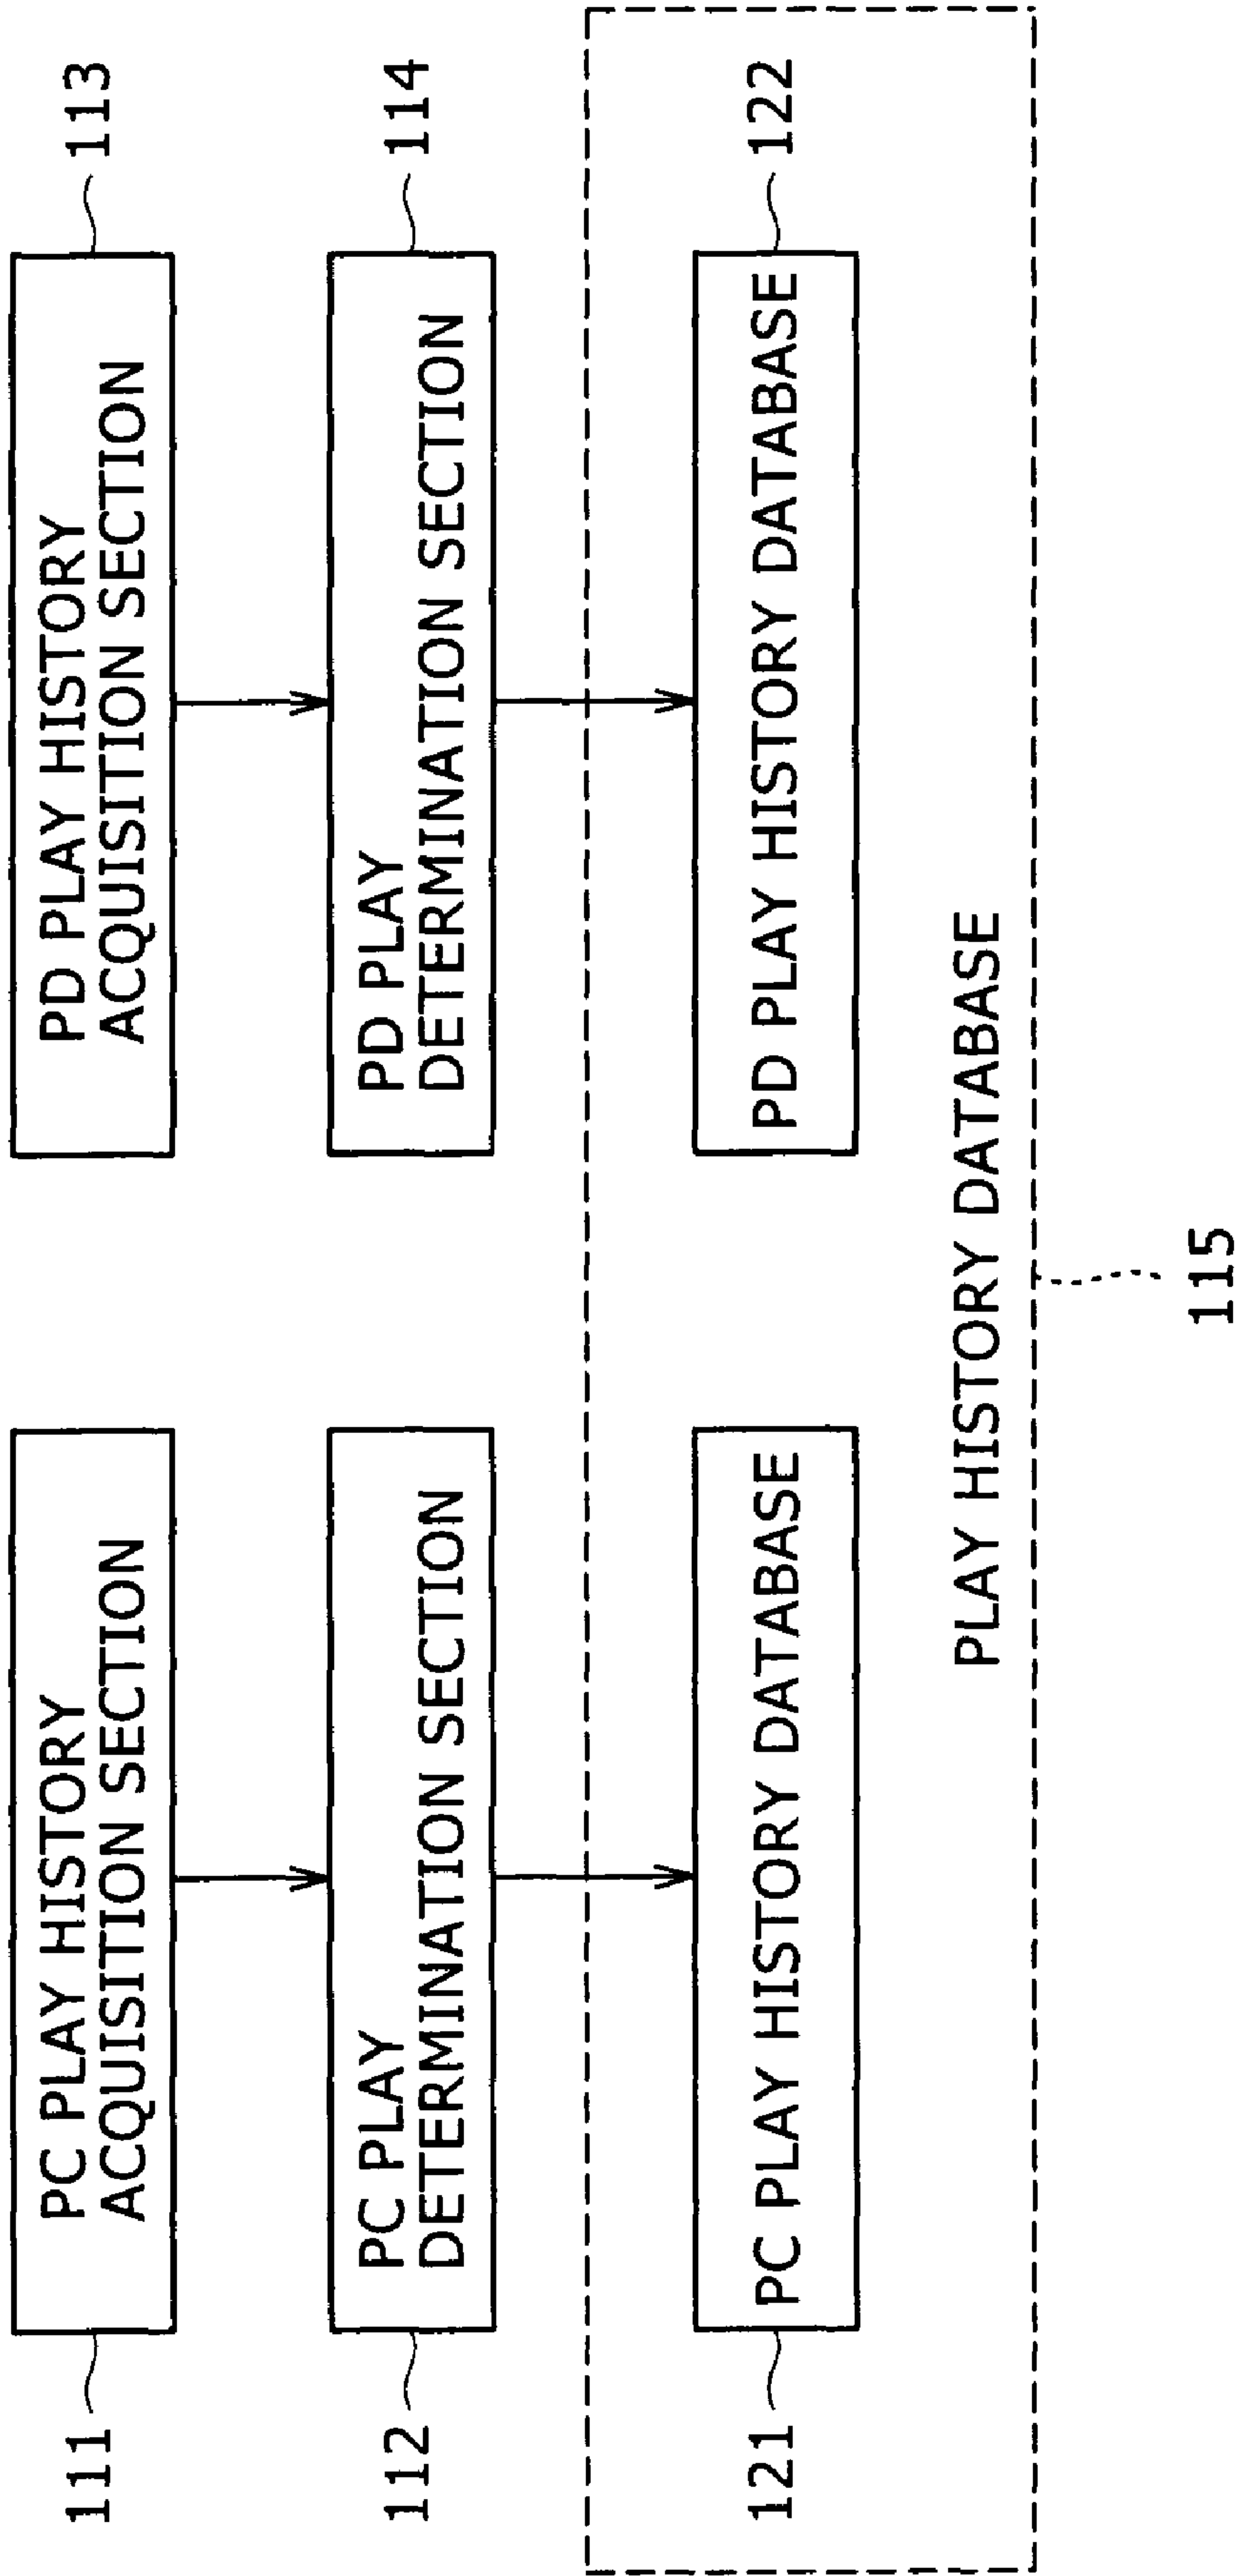 111
PC PLAY HISTORY
ACQUISITION SECTION
PD PLAY HISTORY
ACQUISITION SECTION
113
112
PC PLAY
DETERMINATION SECTION
PD PLAY
DETERMINATION SECTION
114
121
PC PLAY HISTORY DATABASE
PD PLAY HISTORY DATABASE
122
PLAY HISTORY DATABASE
115